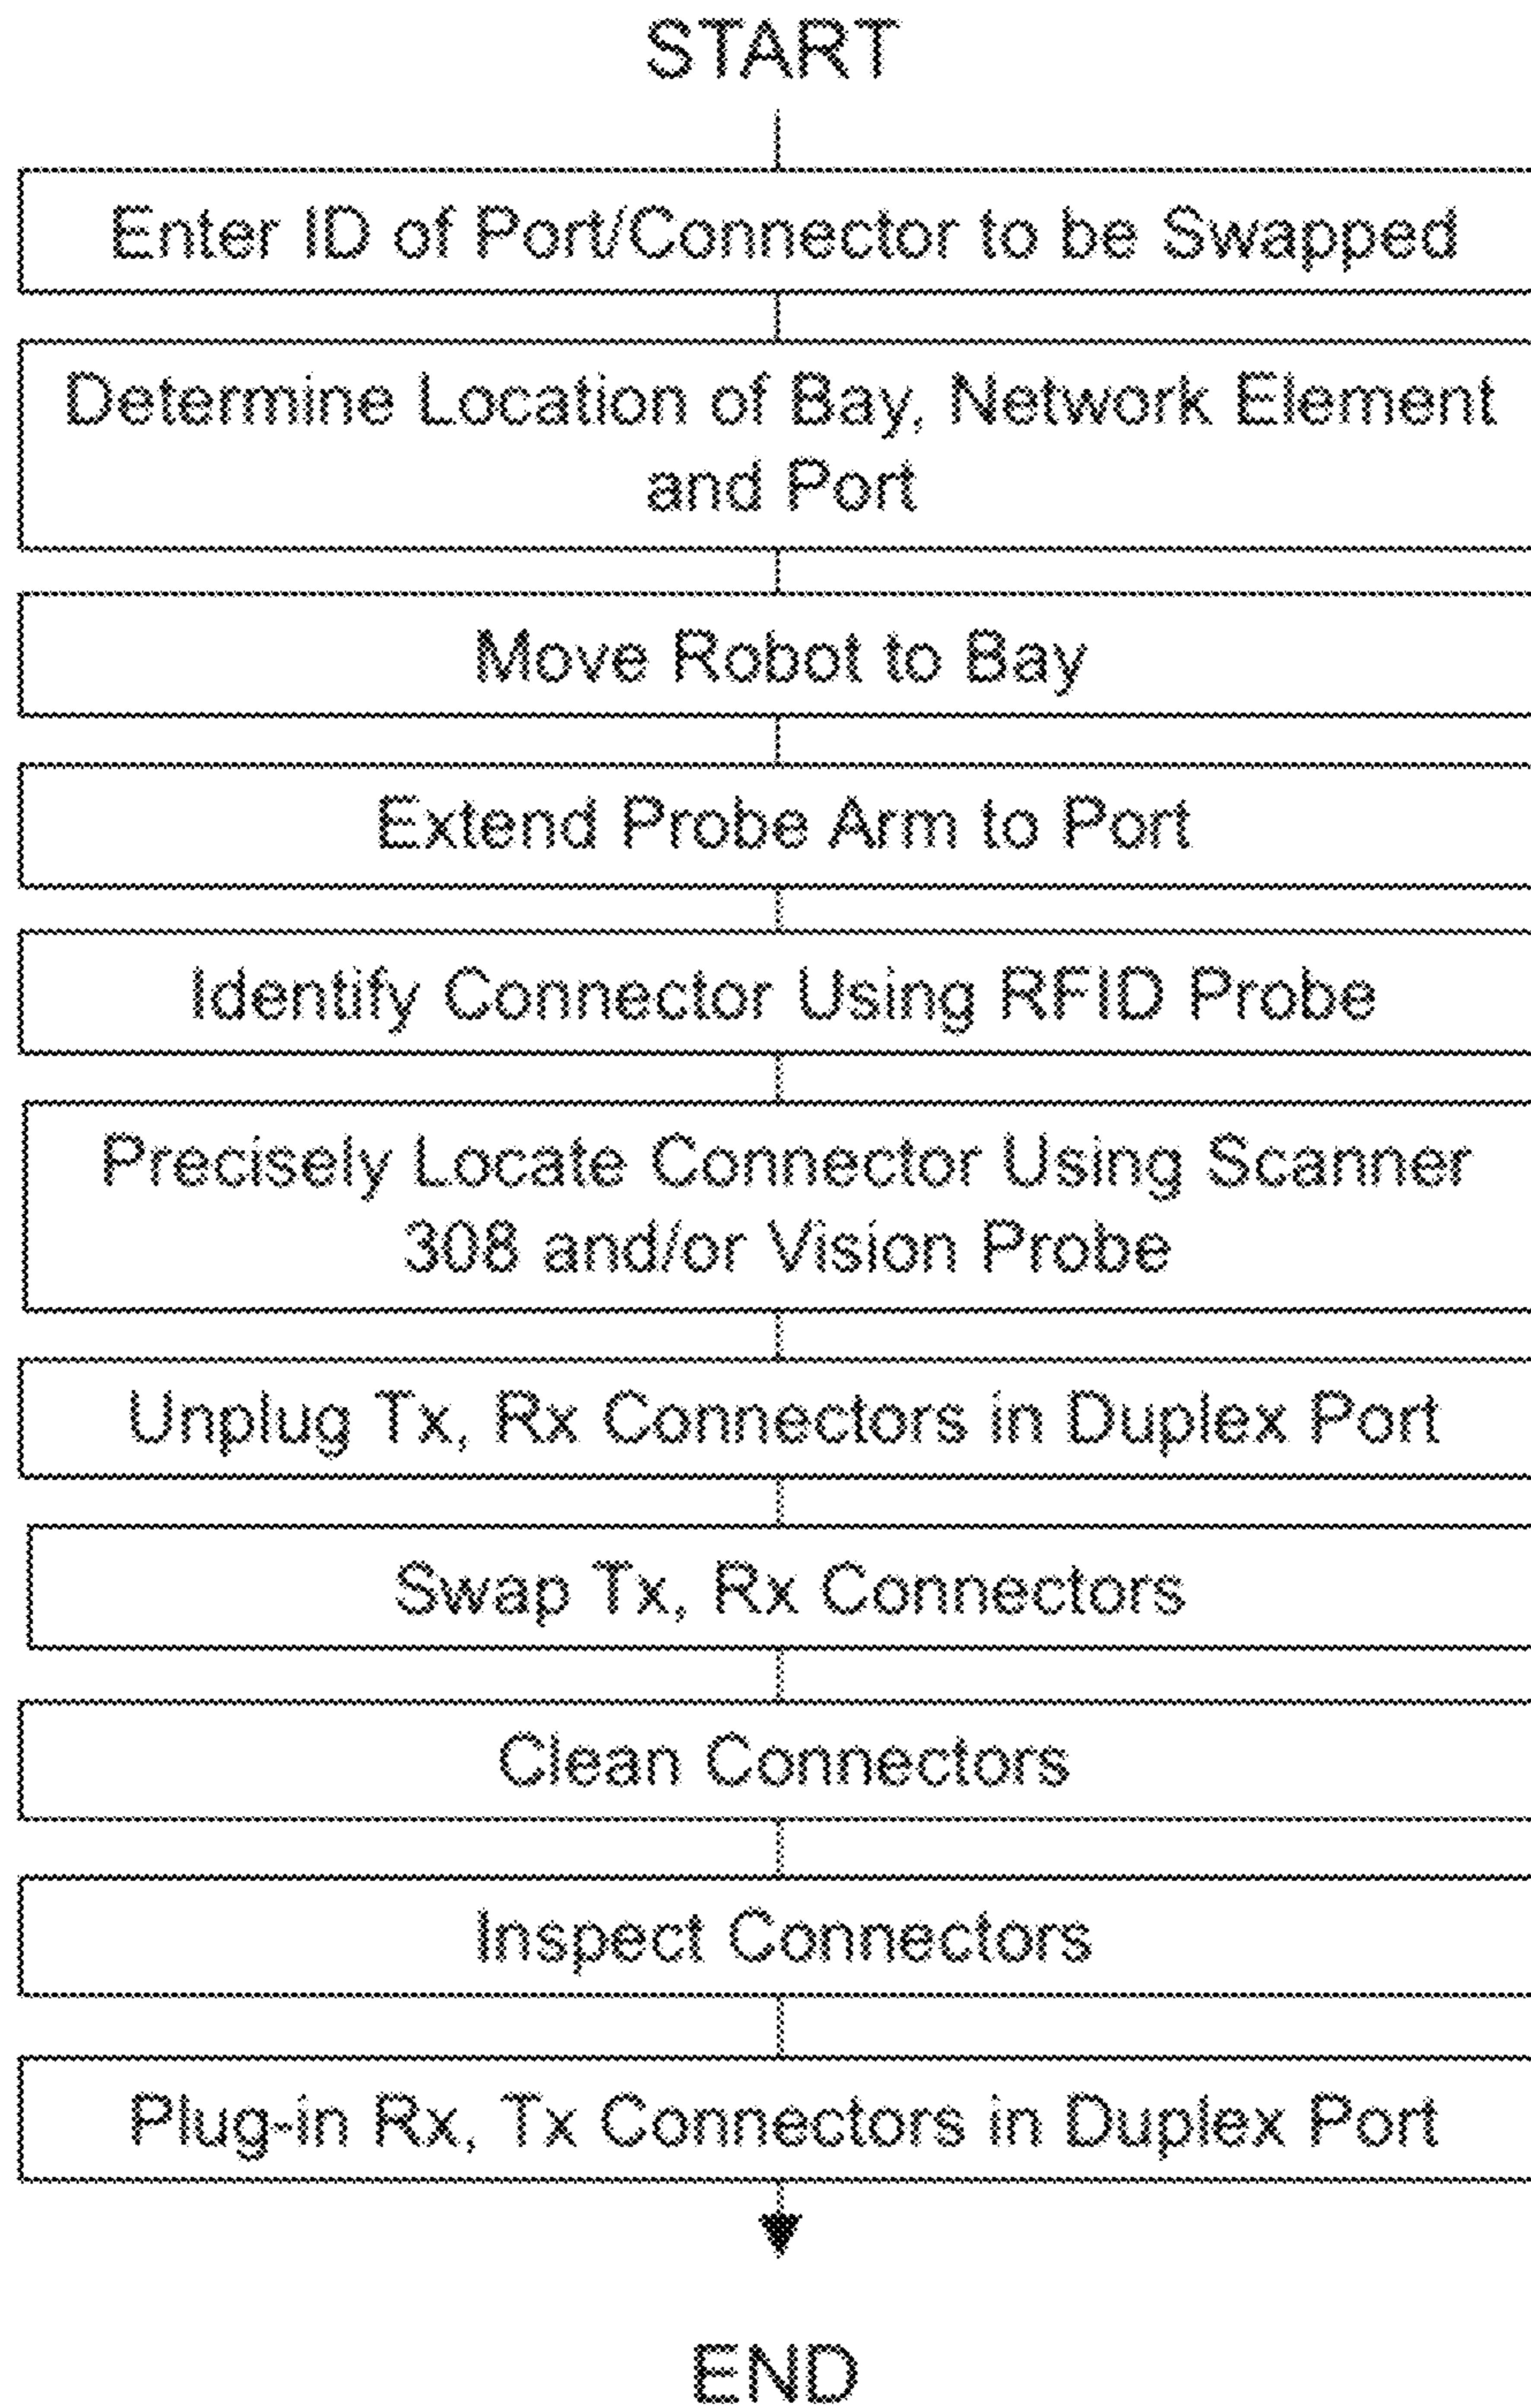 START
Enter ID of Port/Connector to be Swapped
Determine Location of Bay, Network Element
and Port
Move Robot to Bay
Extend Probe Arm to Port
Identify Connector Using RFID Probe
Precisely Locate Connector Using Scanner
308 and/or Vision Probe
Unplug Tx, Rx Connectors in Duplex Port
Swap Tx, Rx Connectors
Clean Connectors
Inspect Connectors
Plug-in Rx, Tx Connectors in Duplex Port
END